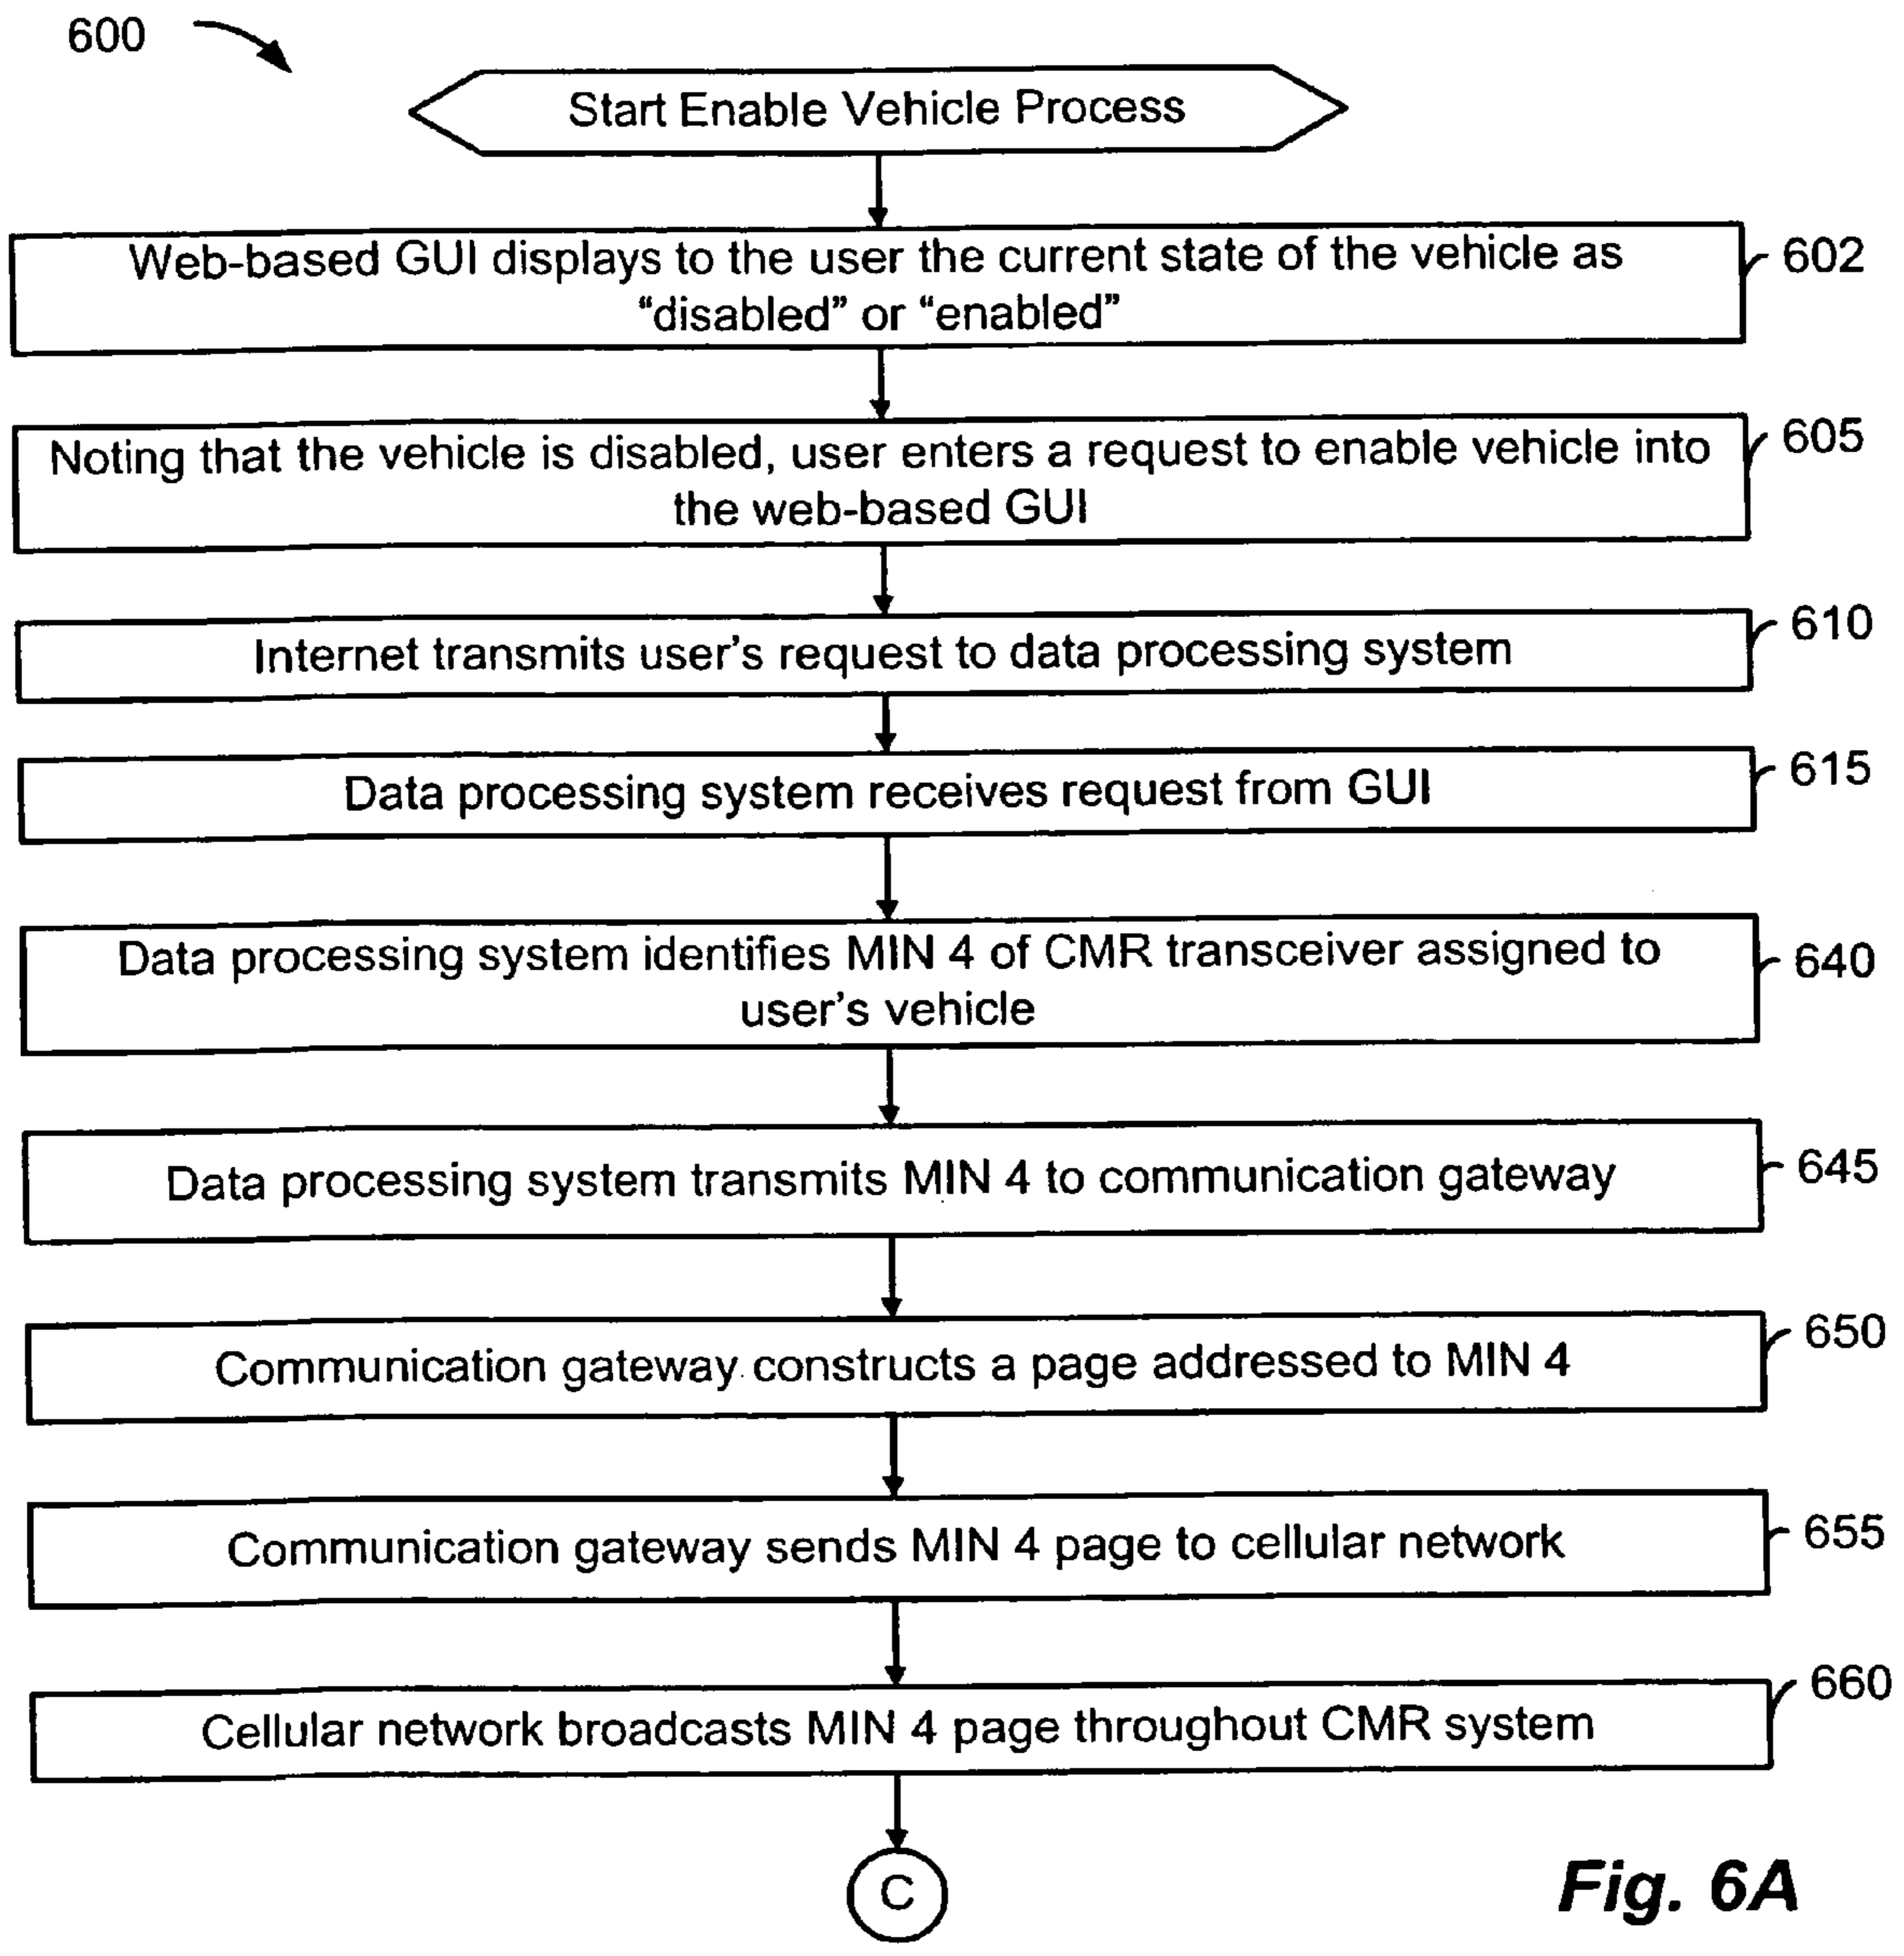 600
Start Enable Vehicle Process
Web-based GUI displays to the user the current state of the vehicle as
“disabled” or “enabled”
602
Noting that the vehicle is disabled, user enters a request to enable vehicle into
the web-based GUI
605
Internet transmits user’s request to data processing system
610
Data processing system receives request from GUI
615
Data processing system identifies MIN 4 of CMR transceiver assigned to
user’s vehicle
640
Data processing system transmits MIN 4 to communication gateway
645
Communication gateway constructs a page addressed to MIN 4
650
Communication gateway sends MIN 4 page to cellular network
655
Cellular network broadcasts MIN 4 page throughout CMR system
660
C
Fig. 6A